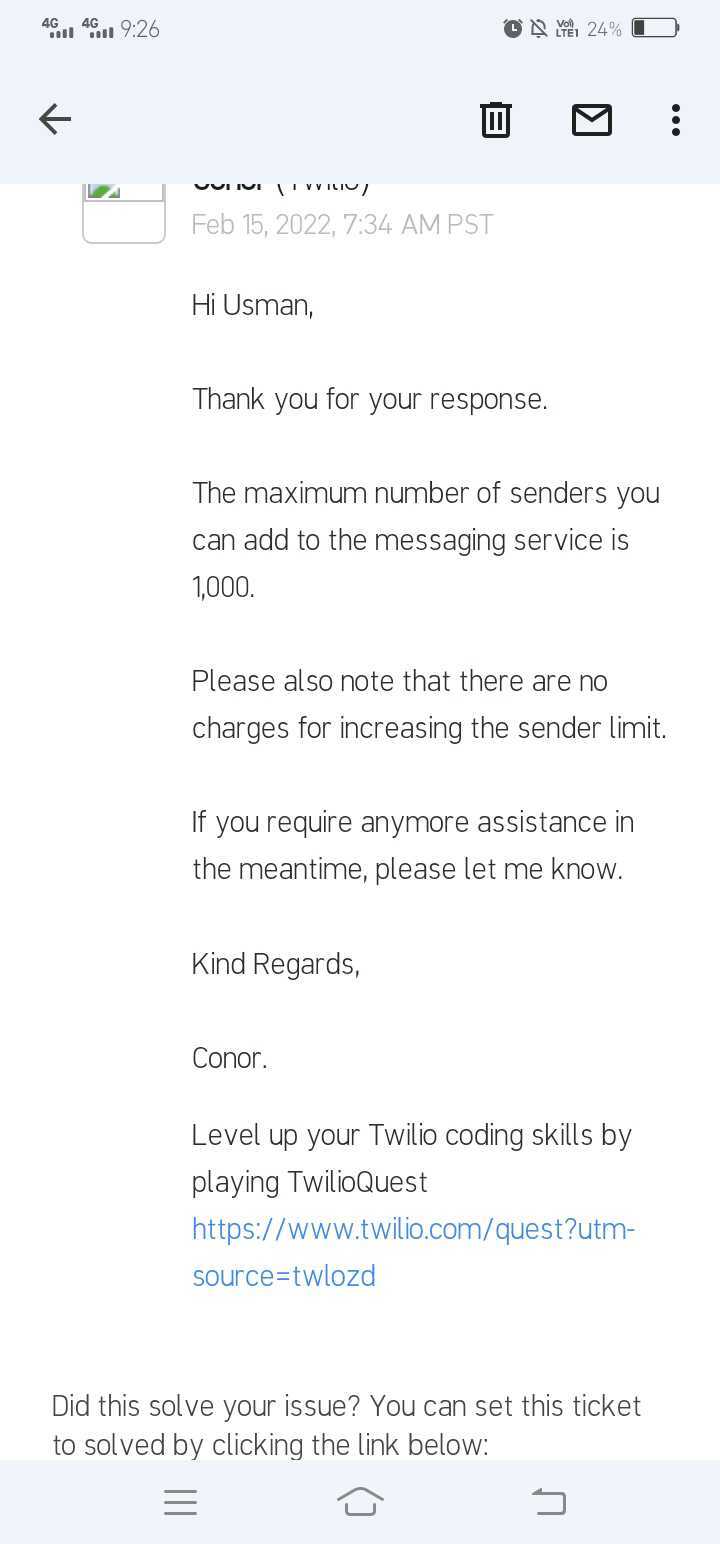 4G 4G 9:26 Vo) LTE1 24%
Feb 15, 2022, 7:34 AM PST
Hi Usman,
Thank you for your response.
The maximum number of senders you
can add to the messaging service is
1,000.
Please also note that there are no
charges for increasing the sender limit.
If you require anymore assistance in
the meantime, please let me know.
Kind Regards,
Conor.
Level up your Twilio coding skills by
playing TwilioQuest
https://www.twilio.com/quest?utm-
source=twlozd
Did this solve your issue? You can set this ticket
to solved by clicking the link below: